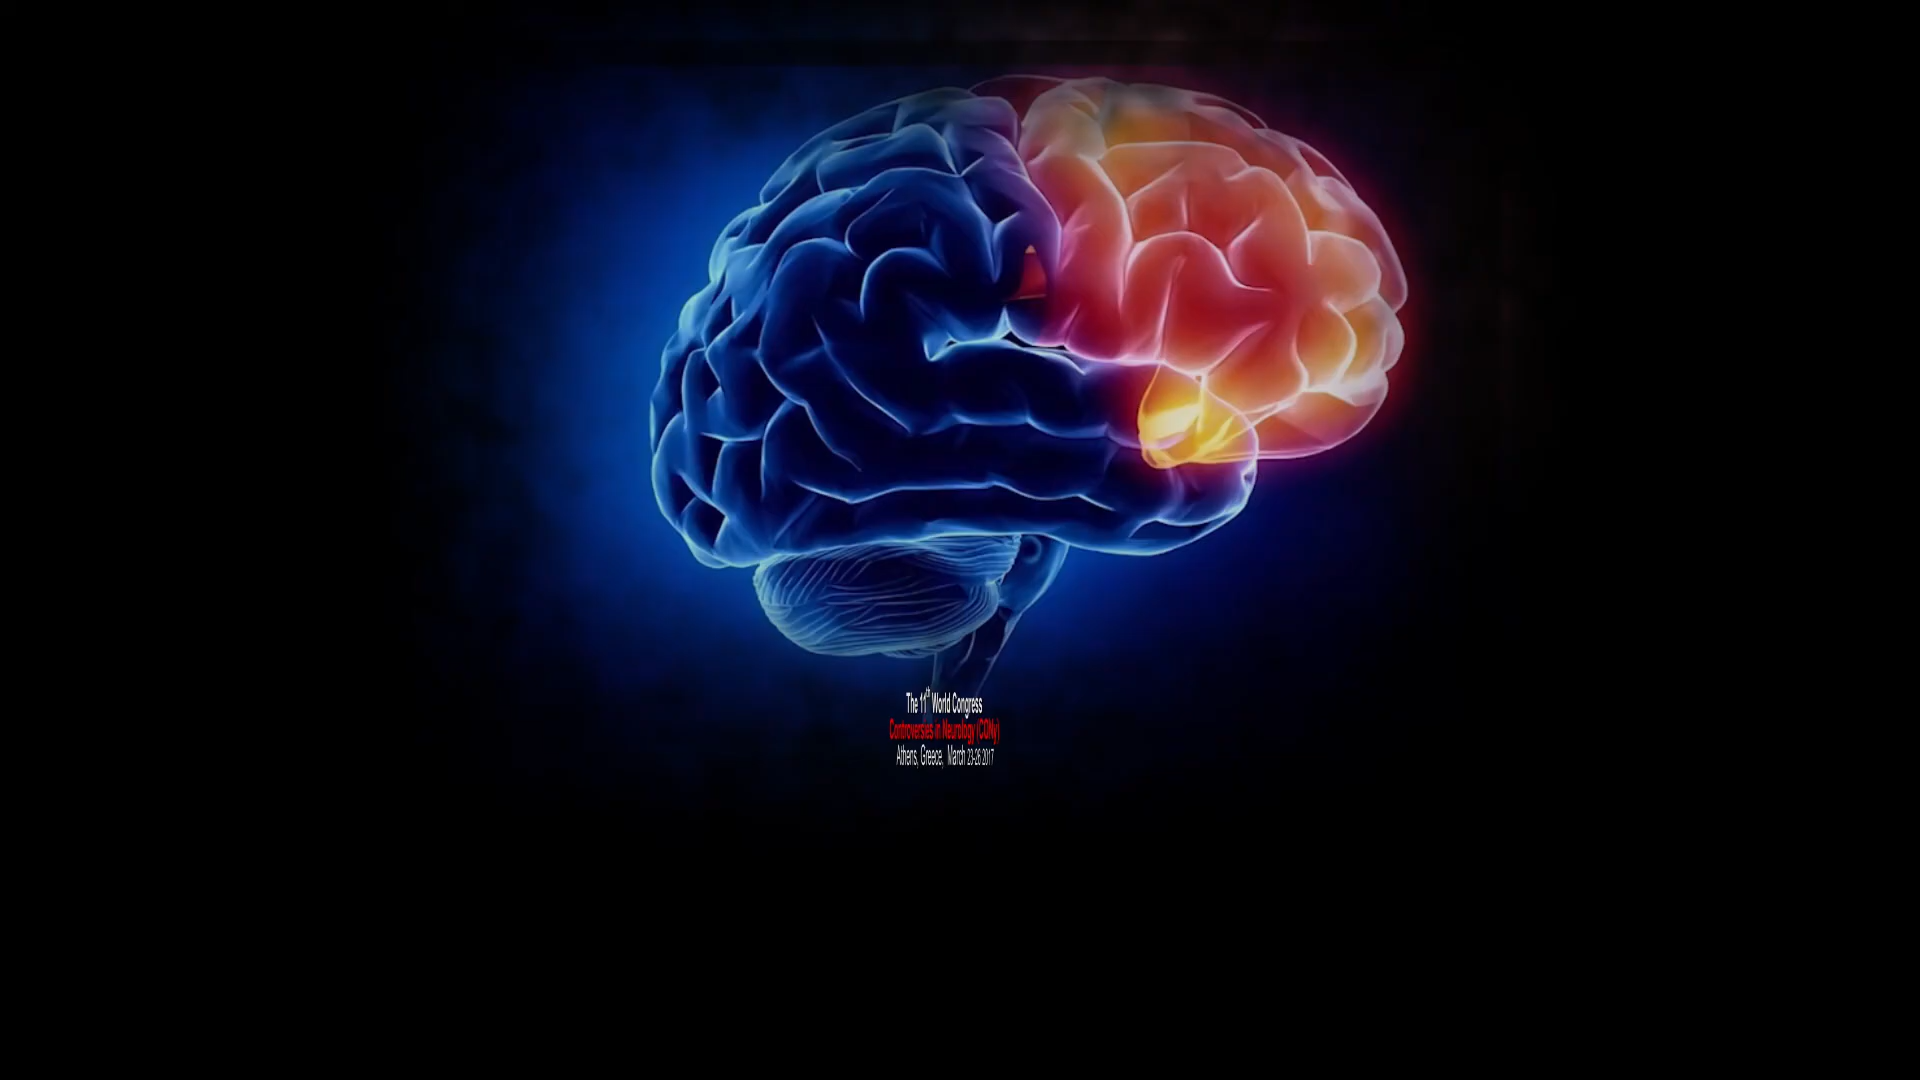 The 11th World Congress
Controversies in Neurology (CONy)
Athens, Greece, March 23-26 2017